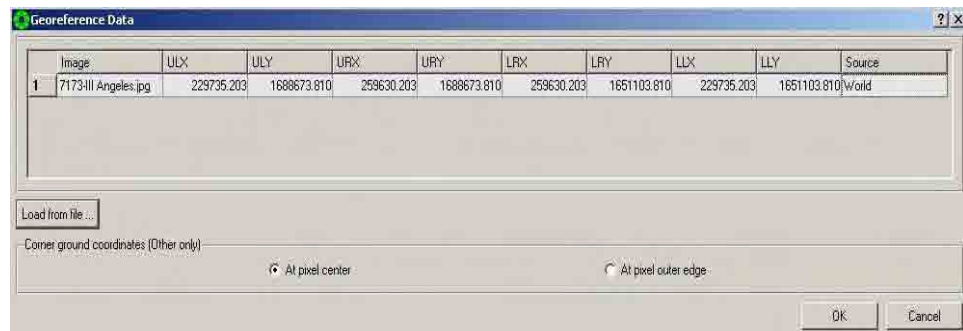 Georeference Data
Image ULX ULY URX URY LRX LRY LLX LLY Source
1 7173-III Angeles.jpg 229735.203 1688673.810 259630.203 1688673.810 259630.203 1651103.810 229735.203 1651103.810 World
Load from file ...
Corner ground coordinates (Other only)
At pixel center At pixel outer edge
OK Cancel